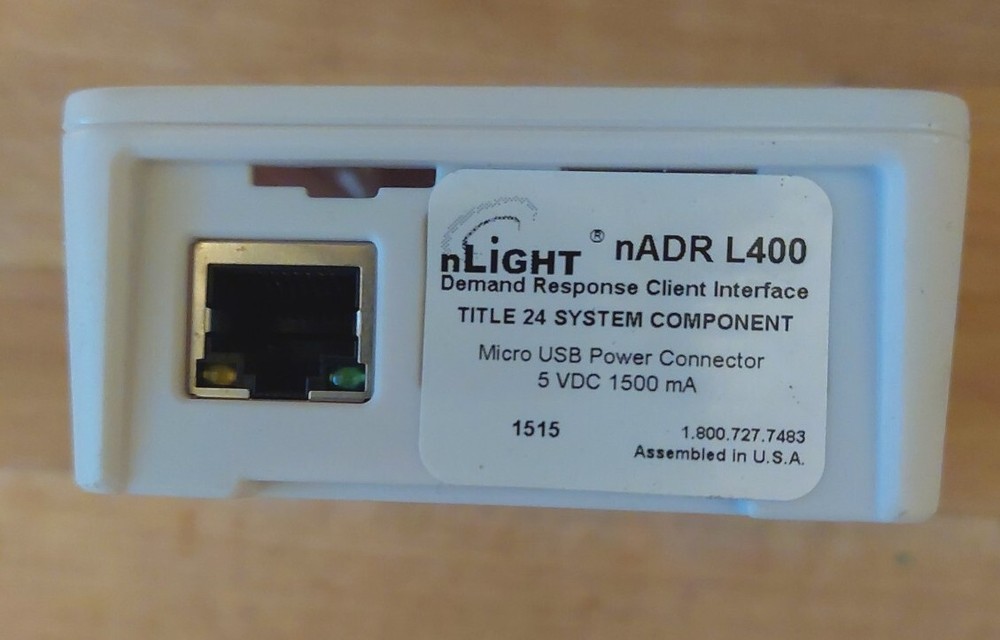 nLiGHT ® nADR L400
Demand Response Client Interface
TITLE 24 SYSTEM COMPONENT
Micro USB Power Connector
5 VDC 1500 mA
1515
1.800.727.7483
Assembled in U.S.A.